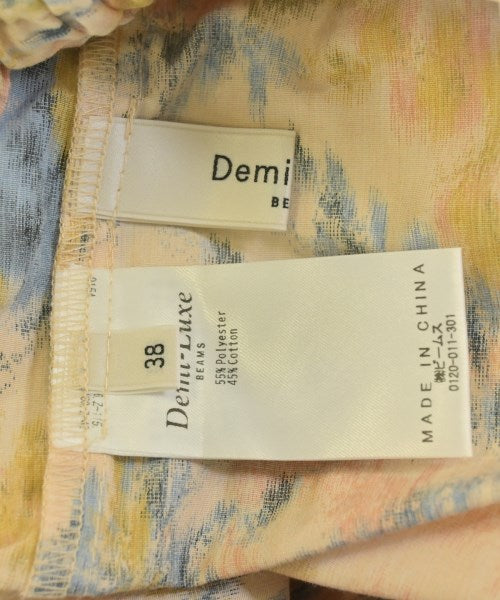 Demi
BE
38
Demi-Luxe
BEAMS
55% Polyester
45% Cotton
MADE IN CHINA
㈱ビームス
0120-011-301